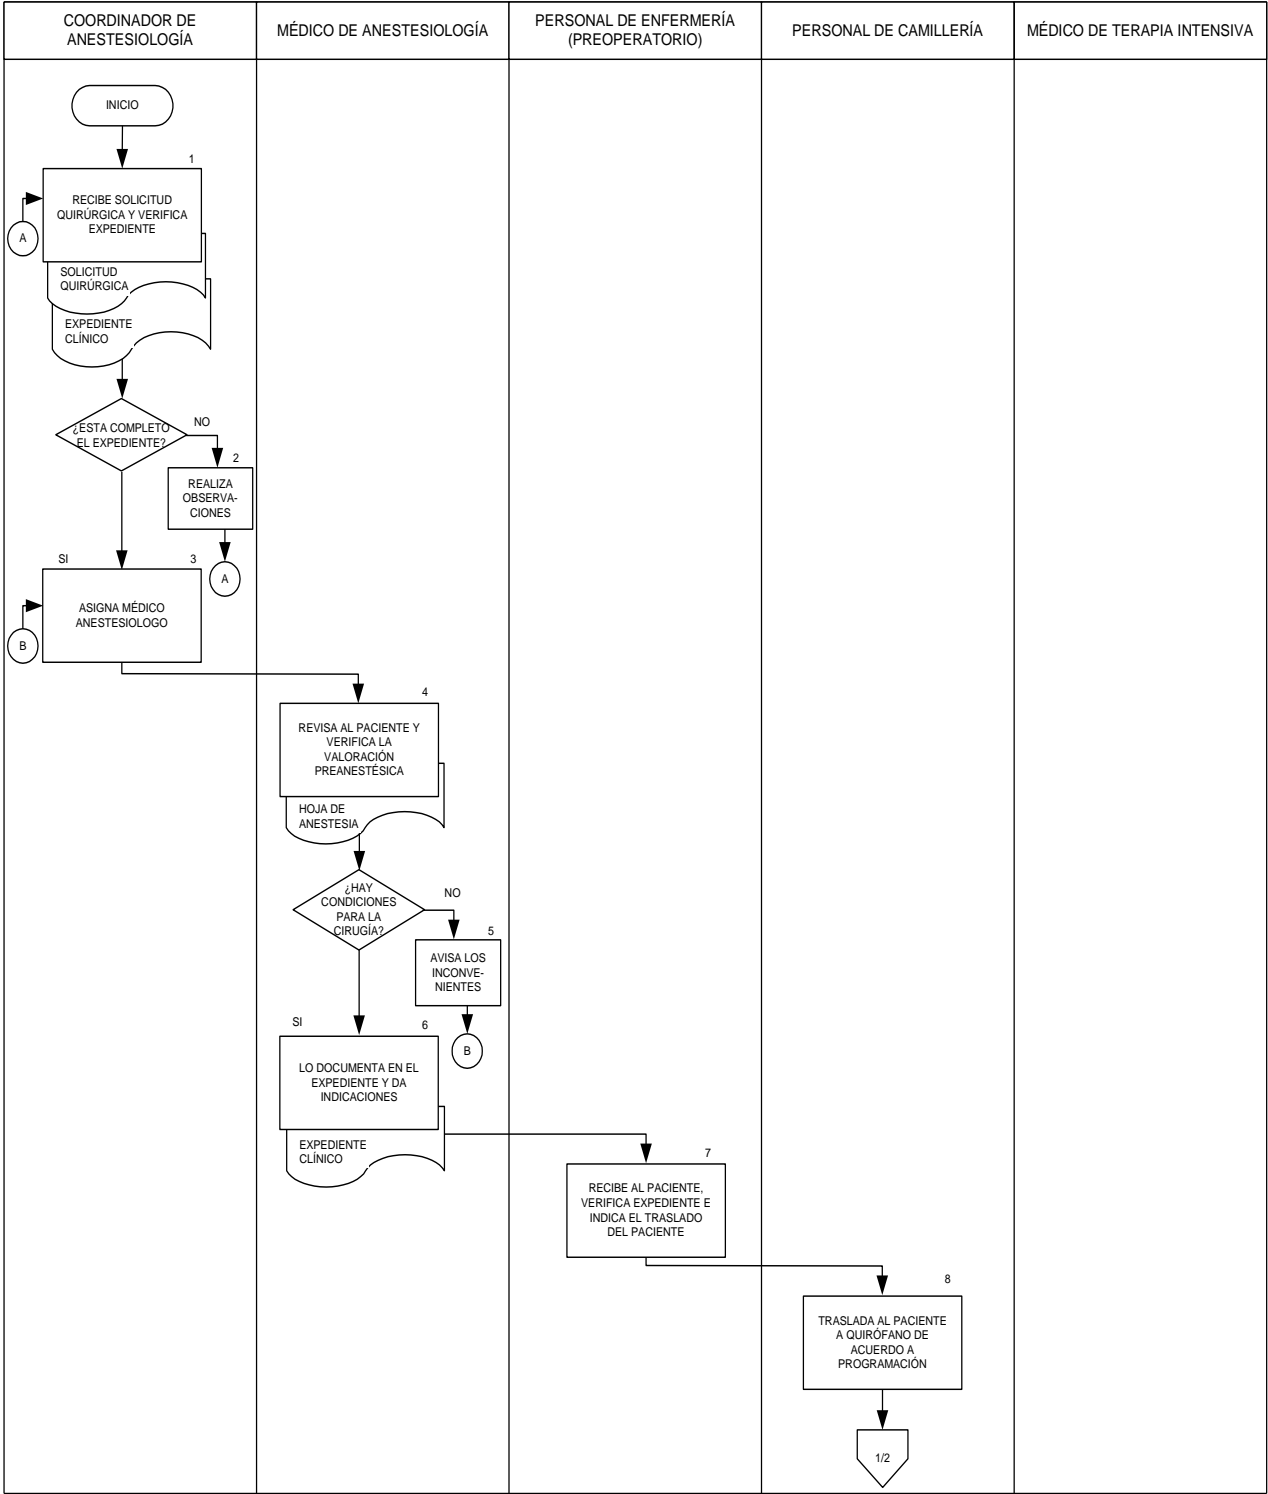 COORDINADOR DE
ANESTESIOLOGÍA
MÉDICO DE ANESTESIOLOGÍA
PERSONAL DE ENFERMERÍA
(PREOPERATORIO)
PERSONAL DE CAMILLERÍA
MÉDICO DE TERAPIA INTENSIVA
INICIO
1
RECIBE SOLICITUD
QUIRÚRGICA Y VERIFICA
EXPEDIENTE
A
SOLICITUD
QUIRÚRGICA
EXPEDIENTE
CLÍNICO
¿ESTA COMPLETO
EL EXPEDIENTE?
NO
2
REALIZA
OBSERVA-
CIONES
A
SI
3
ASIGNA MÉDICO
ANESTESIOLOGO
B
4
REVISA AL PACIENTE Y
VERIFICA LA
VALORACIÓN
PREANESTÉSICA
HOJA DE
ANESTESIA
¿HAY
CONDICIONES
PARA LA
CIRUGÍA?
NO
5
AVISA LOS
INCONVE-
NIENTES
B
SI
6
LO DOCUMENTA EN EL
EXPEDIENTE Y DA
INDICACIONES
EXPEDIENTE
CLÍNICO
7
RECIBE AL PACIENTE,
VERIFICA EXPEDIENTE E
INDICA EL TRASLADO
DEL PACIENTE
8
TRASLADA AL PACIENTE
A QUIRÓFANO DE
ACUERDO A
PROGRAMACIÓN
1/2